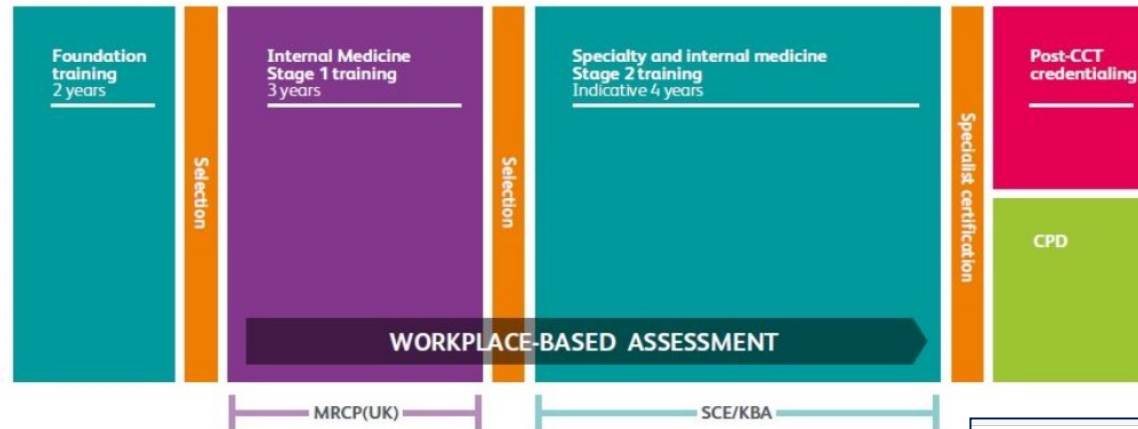 Foundation
training
2 years
Selection
Internal Medicine
Stage 1 training
3 years
Selection
Specialty and internal medicine
Stage 2 training
Indicative 4 years
Specialist certification
Post-CCT
credentialing
CPD
WORKPLACE-BASED ASSESSMENT
MRCP(UK)
SCE/KBA